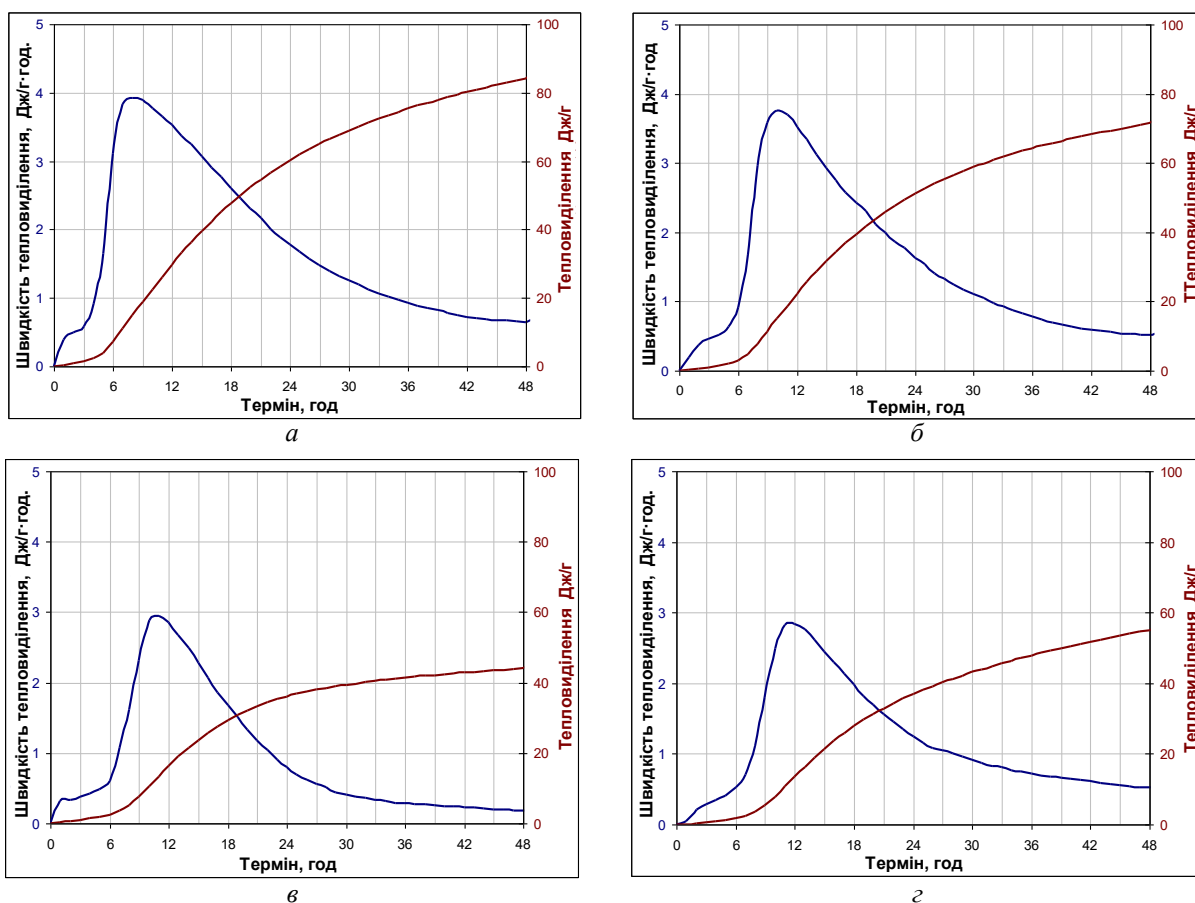 Швидкість тепловиділення, Дж/г·год.
5
4
3
2
1
0
100
80
60
40
20
0
Тепловиділення Дж/г
0 6 12 18 24 30 36 42 48
Термін, год
а
Швидкість тепловиділення, Дж/г·год
5
4
3
2
1
0
100
80
60
40
20
0
ТТепловиділення Дж/г
0 6 12 18 24 30 36 42 48
Термін, год
б
Швидкість тепловиділення, Дж/г·год.
5
4
3
2
1
0
100
80
60
40
20
0
Тепловиділення Дж/г
0 6 12 18 24 30 36 42 48
Термін, год
в
Швидкість тепловиділення, Дж/г·год.
5
4
3
2
1
0
100
80
60
40
20
0
Тепловиділення Дж/г
0 6 12 18 24 30 36 42 48
Термін, год
г